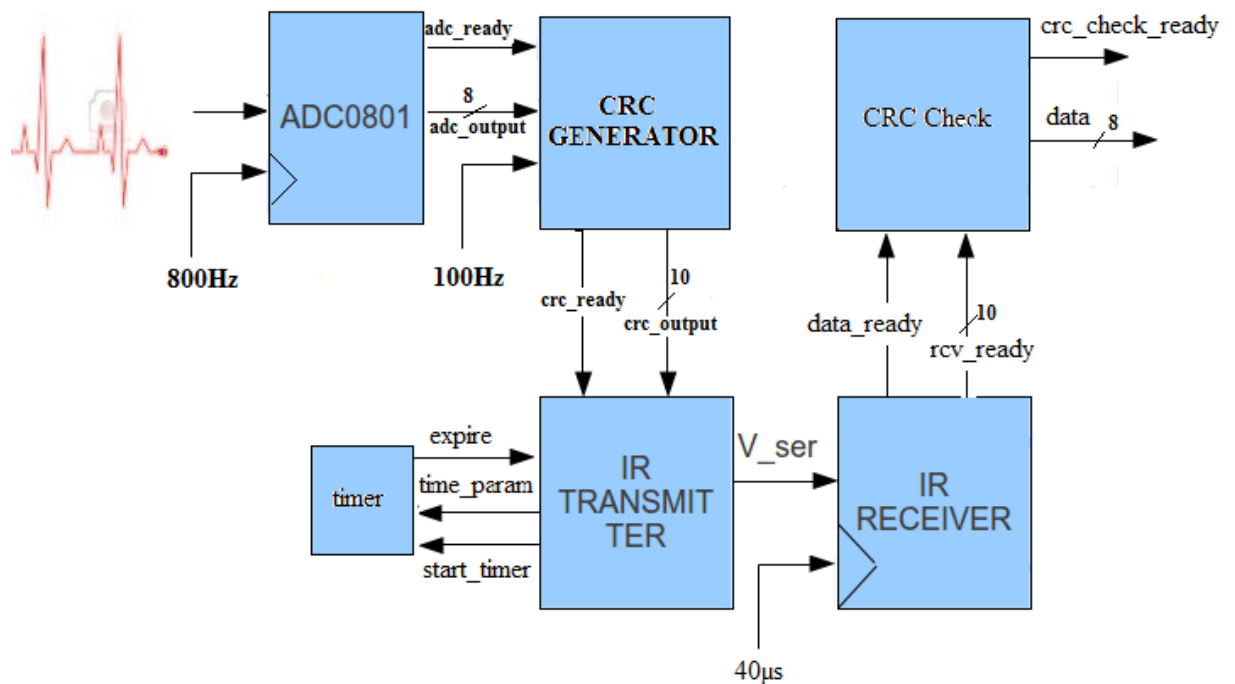 adc_ready
8
adc_output
ADC0801
CRC
GENERATOR
800Hz
100Hz
crc_ready
10
crc_output
crc_check_ready
CRC Check
data
8
data_ready
10
rcv_ready
expire
timer
time_param
start_timer
IR
TRANSMIT
TER
V_ser
IR
RECEIVER
40μs